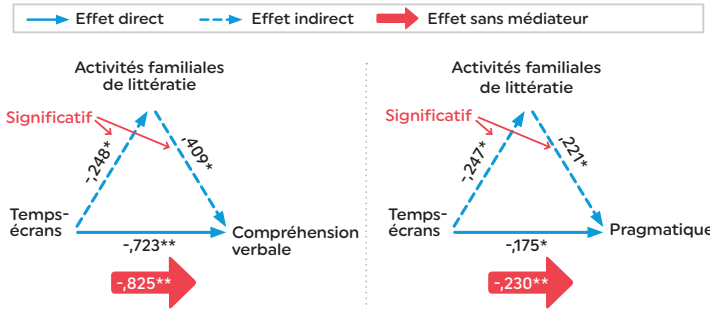 Effet direct
Effet indirect
Effet sans médiateur
Activités familiales
de littératie
Significatif
-,248*
,409*
Temps-
écrans
-,723**
Compréhension
verbale
-,825**
Activités familiales
de littératie
Significatif
-,247*
,221*
Temps-
écrans
-,175*
Pragmatique
-,230**